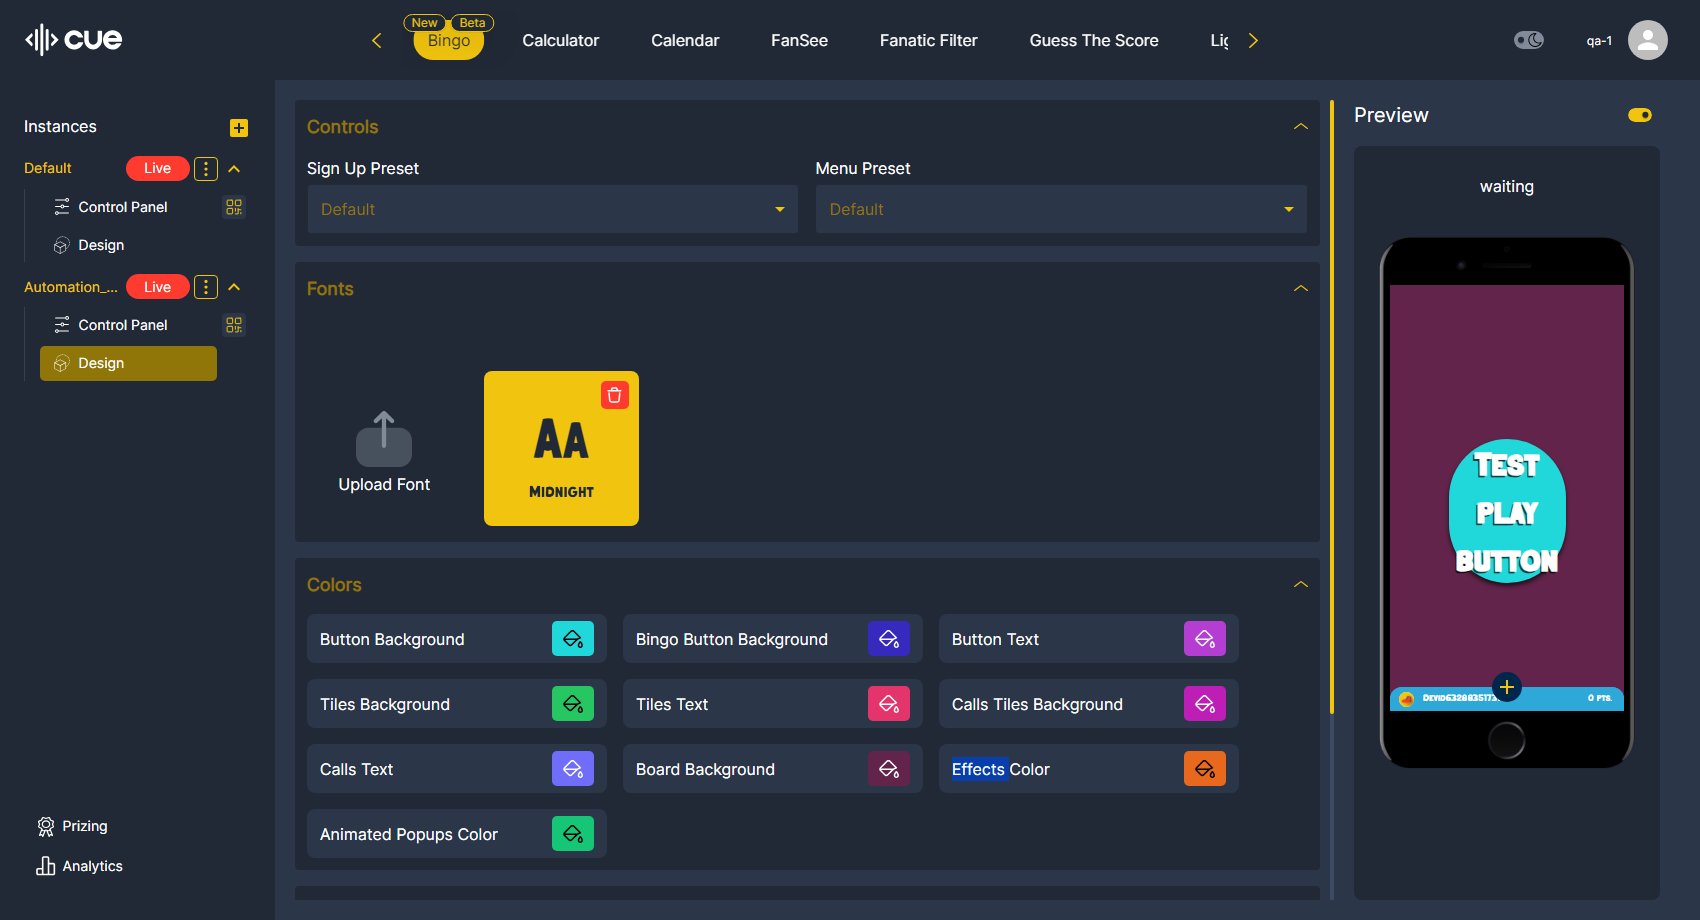 cue
New Beta
Bingo
Calculator
Calendar
FanSee
Fanatic Filter
Guess The Score
qa-1
Instances
Default
Live
Control Panel
Design
Automation_...
Live
Control Panel
Design
Prizing
Analytics
Controls
Sign Up Preset
Menu Preset
Default
Default
Fonts
Upload Font
AA
MIDNIGHT
Colors
Button Background
Bingo Button Background
Button Text
Tiles Background
Tiles Text
Calls Tiles Background
Calls Text
Board Background
Effects Color
Animated Popups Color
Preview
waiting
TEST
PLAY
BUTTON
0 PTS.